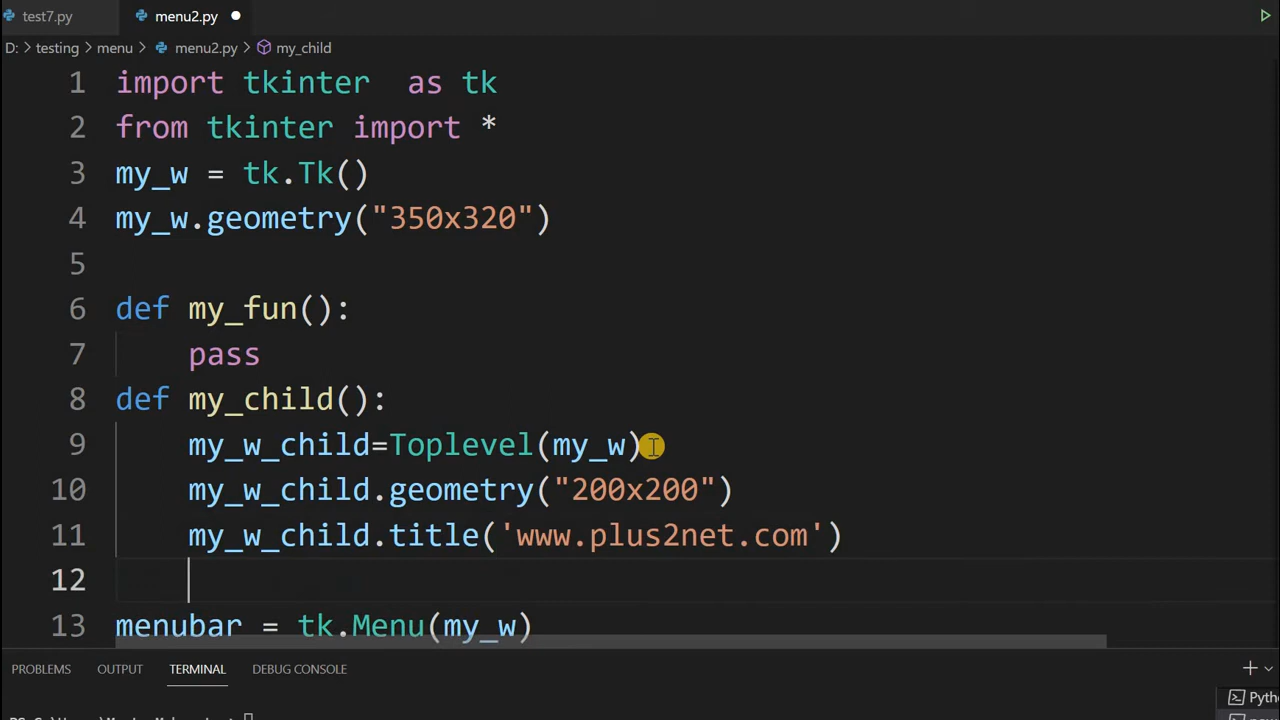 test7.py menu2.py
D: > testing > menu > menu2.py > my_child
1 import tkinter  as tk
2 from tkinter import *
3 my_w = tk.Tk()
4 my_w.geometry("350x320")
5
6 def my_fun():
7     pass
8 def my_child():
9     my_w_child=Toplevel(my_w)
10     my_w_child.geometry("200x200")
11     my_w_child.title('www.plus2net.com')
12
13 menubar = tk.Menu(my_w)
PROBLEMS OUTPUT TERMINAL DEBUG CONSOLE
Pyth